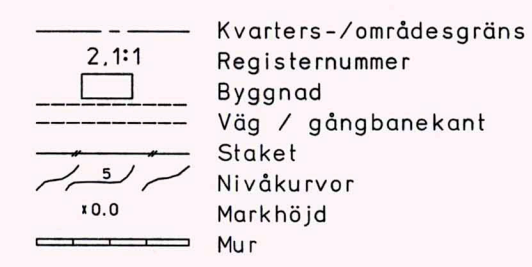 Kvarters-/områdesgräns
2,1:1 Registernummer
Byggnad
Väg / gångbanekant
Staket
5 Nivåkurvor
x0.0 Markhöjd
Mur